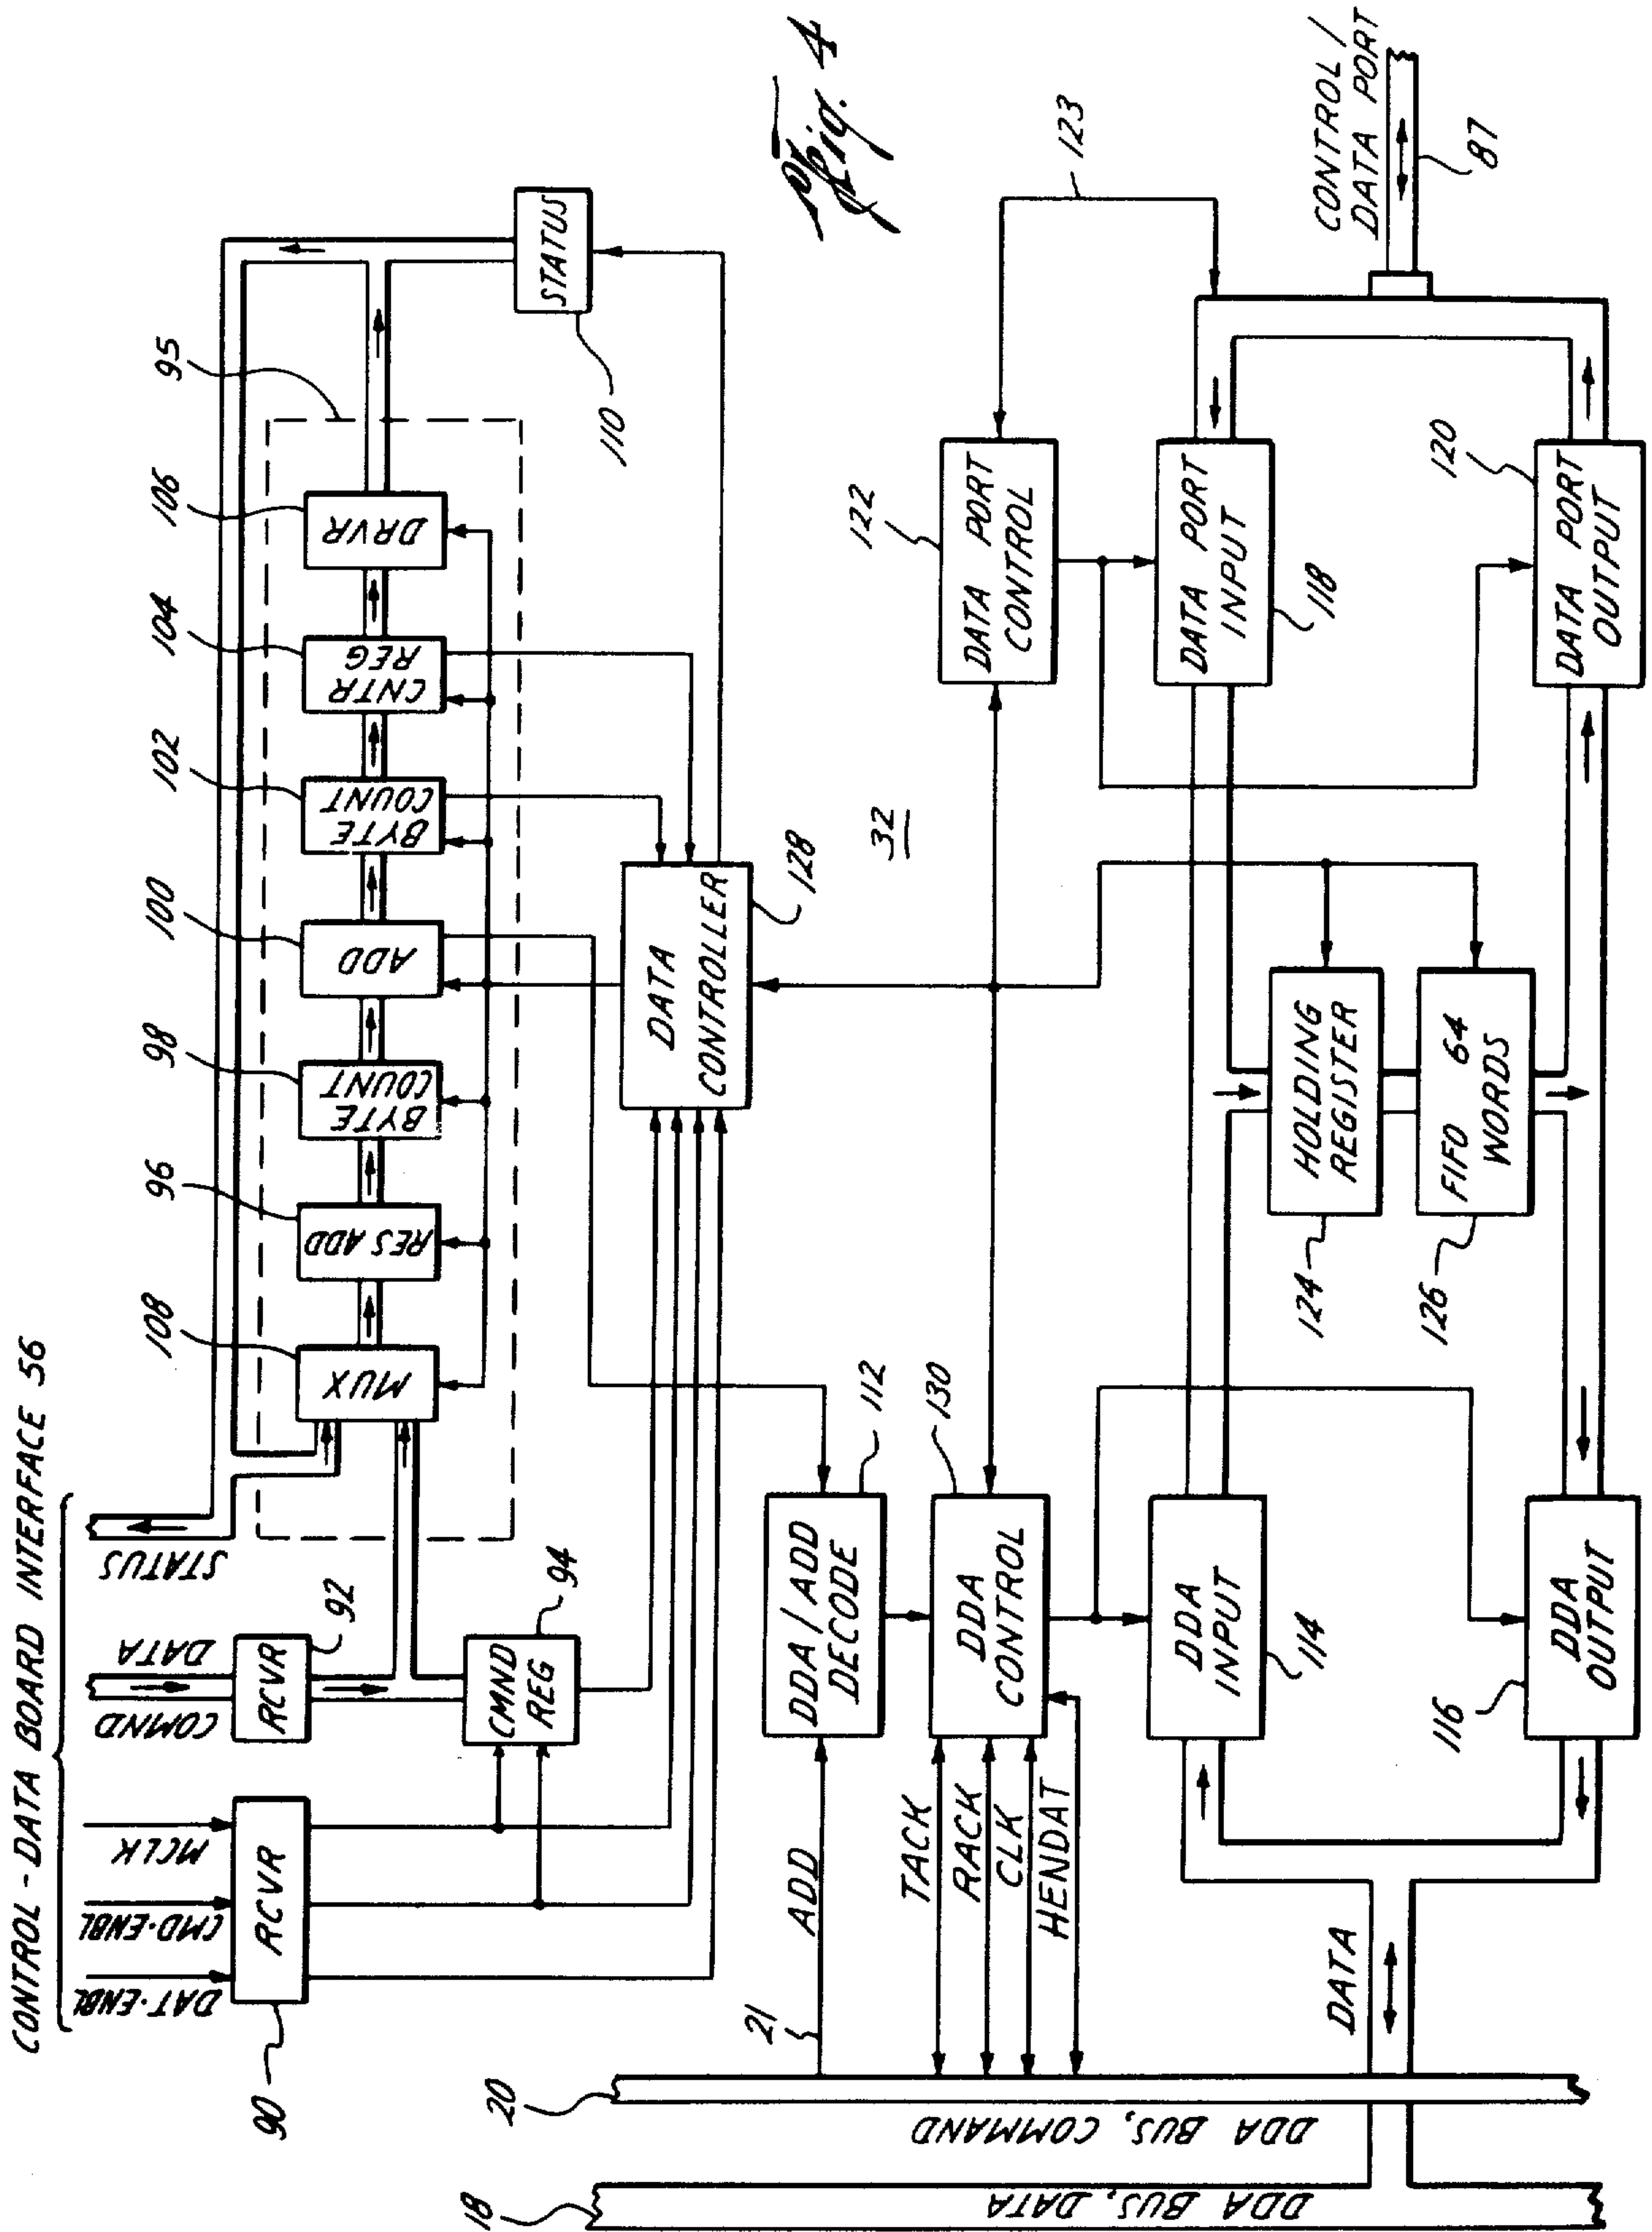 CONTROL - DATA BOARD INTERFACE 56
DAT·ENBL
CMD·ENBL
MCLK
COMND
DATA
STATUS
RCVR
90
RCVR
92
CMND
REG
94
95
MUX
108
RES ADD
96
BYTE
COUNT
98
ADD
100
BYTE
COUNT
102
CNTR
REG
104
DRVR
106
STATUS
110
DATA
CONTROLLER
128
Fig. 4
18
DDA BUS, DATA
20
DDA BUS, COMMAND
21
ADD
TACK
RACK
CLK
HENDAT
DATA
DDA / ADD
DECODE
112
DDA
CONTROL
130
DDA
INPUT
114
DDA
OUTPUT
116
32
HOLDING
REGISTER
124
FIFO 64
WORDS
126
DATA PORT
CONTROL
122
123
DATA PORT
INPUT
118
DATA PORT
OUTPUT
120
CONTROL /
DATA PORT
87